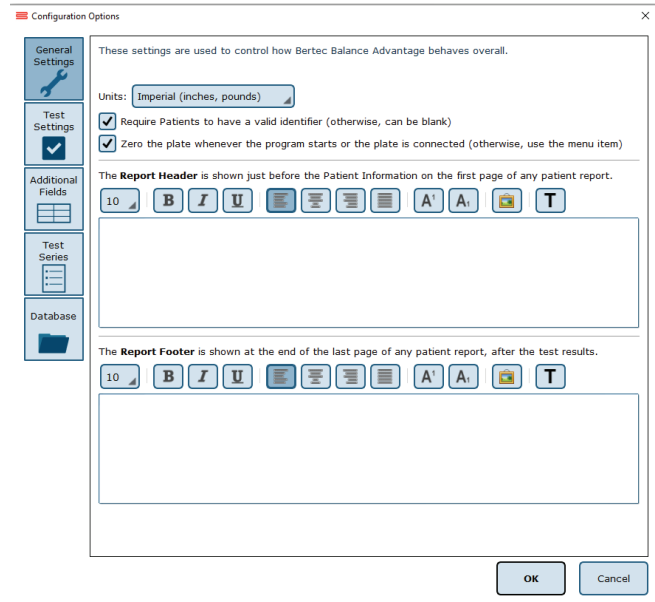 Configuration Options
General
Settings
Test
Settings
Additional
Fields
Test
Series
Database
These settings are used to control how Bertec Balance Advantage behaves overall.
Units: Imperial (inches, pounds)
Require Patients to have a valid identifier (otherwise, can be blank)
Zero the plate whenever the program starts or the plate is connected (otherwise, use the menu item)
The Report Header is shown just before the Patient Information on the first page of any patient report.
10 B I U A¹ A₁ T
The Report Footer is shown at the end of the last page of any patient report, after the test results.
10 B I U A¹ A₁ T
OK Cancel